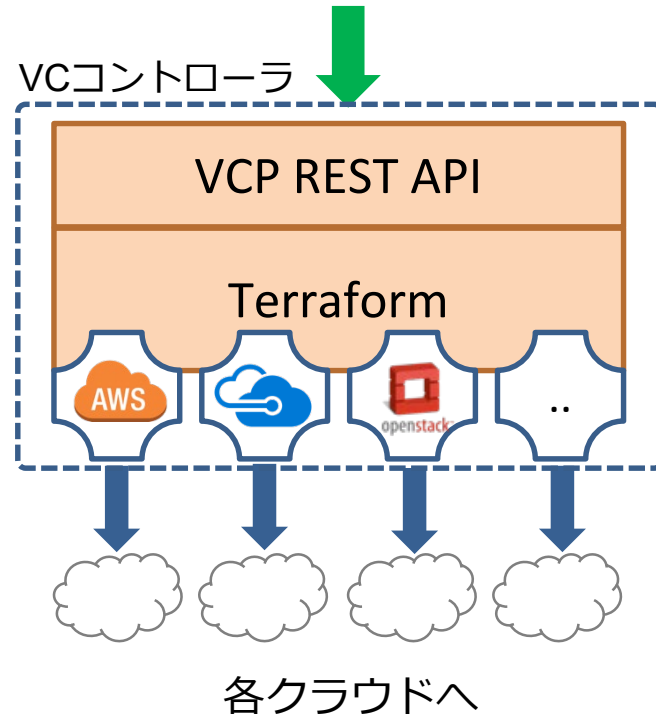 VCコントローラ
VCP REST API
Terraform
AWS
openstack
..
各クラウドへ